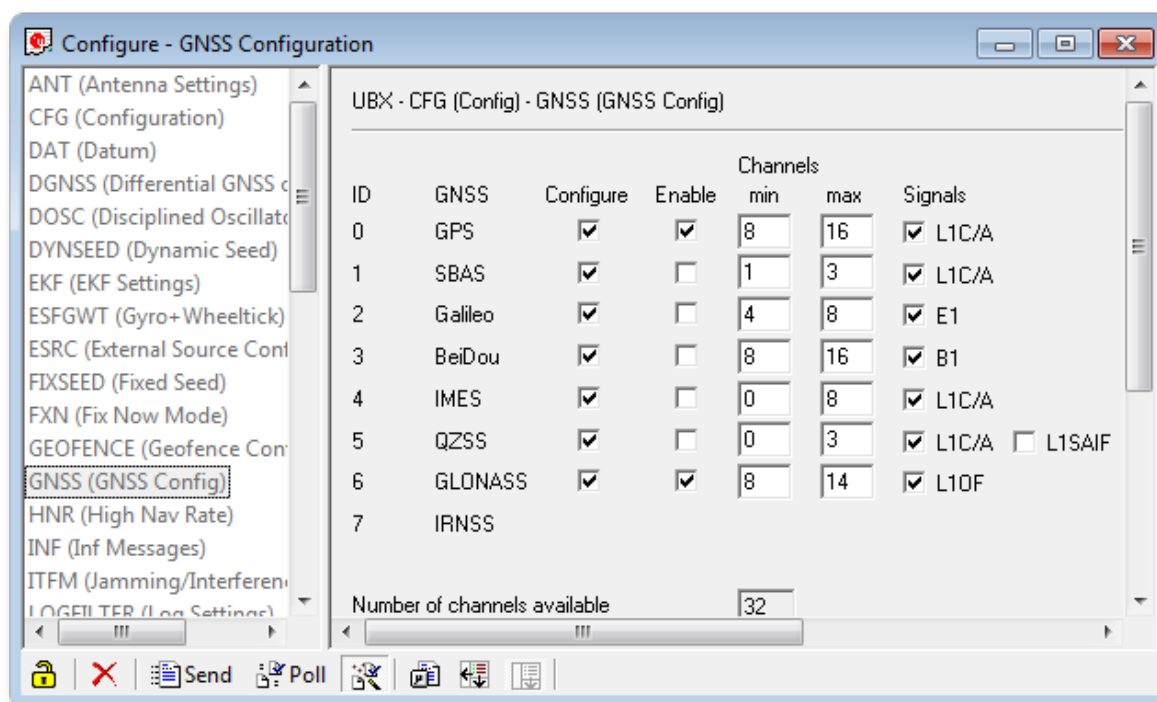 Configure - GNSS Configuration
ANT (Antenna Settings)
CFG (Configuration)
DAT (Datum)
DGNSS (Differential GNSS c
DOSC (Disciplined Oscillato
DYNSEED (Dynamic Seed)
EKF (EKF Settings)
ESFGWT (Gyro+Wheeltick)
ESRC (External Source Conf
FIXSEED (Fixed Seed)
FXN (Fix Now Mode)
GEOFENCE (Geofence Con
GNSS (GNSS Config)
HNR (High Nav Rate)
INF (Inf Messages)
ITFM (Jamming/Interferen
LOGFILTER (Log Settings)
UBX - CFG (Config) - GNSS (GNSS Config)
Channels
ID GNSS Configure Enable min max Signals
0 GPS 8 16 L1C/A
1 SBAS 1 3 L1C/A
2 Galileo 4 8 E1
3 BeiDou 8 16 B1
4 IMES 0 8 L1C/A
5 QZSS 0 3 L1C/A L1SAIF
6 GLONASS 8 14 L1OF
7 IRNSS
Number of channels available 32
Send Poll